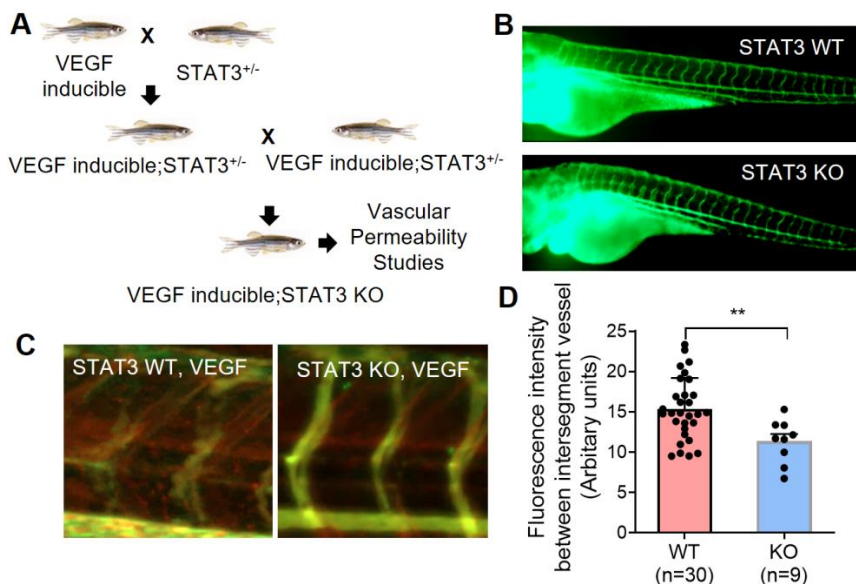 A
X
VEGF
inducible
STAT3+/-
X
VEGF inducible;STAT3+/-
VEGF inducible;STAT3+/-
Vascular
Permeability
Studies
VEGF inducible;STAT3 KO
B
STAT3 WT
STAT3 KO
C
STAT3 WT, VEGF
STAT3 KO, VEGF
D
Fluorescence intensity
between intersegment vessel
(Arbitary units)
**
25
20
15
10
5
0
WT
(n=30)
KO
(n=9)